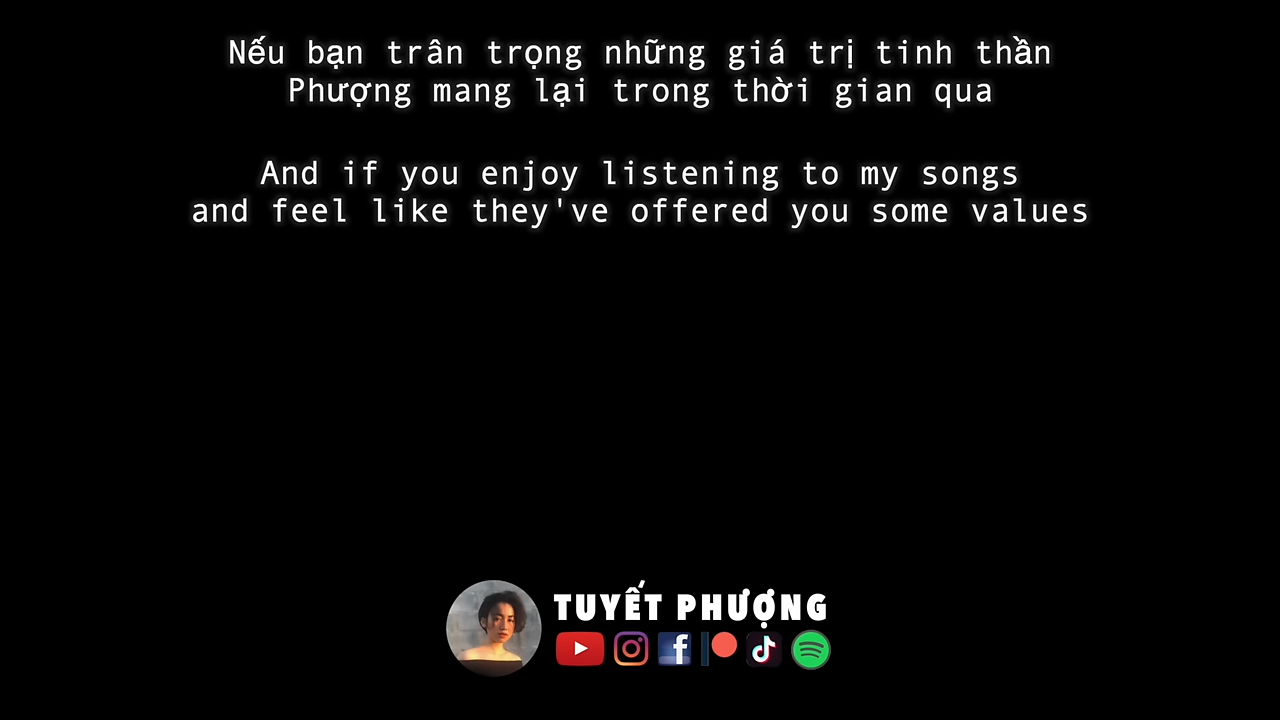 Nếu bạn trân trọng những giá trị tinh thần
Phượng mang lại trong thời gian qua
And if you enjoy listening to my songs
and feel like they've offered you some values
TUYẾT PHƯỢNG